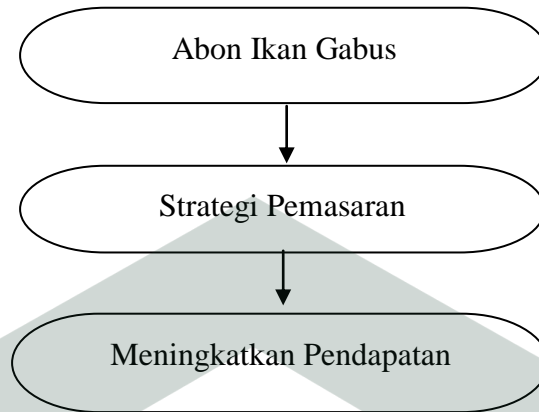 Abon Ikan Gabus
Strategi Pemasaran
Meningkatkan Pendapatan